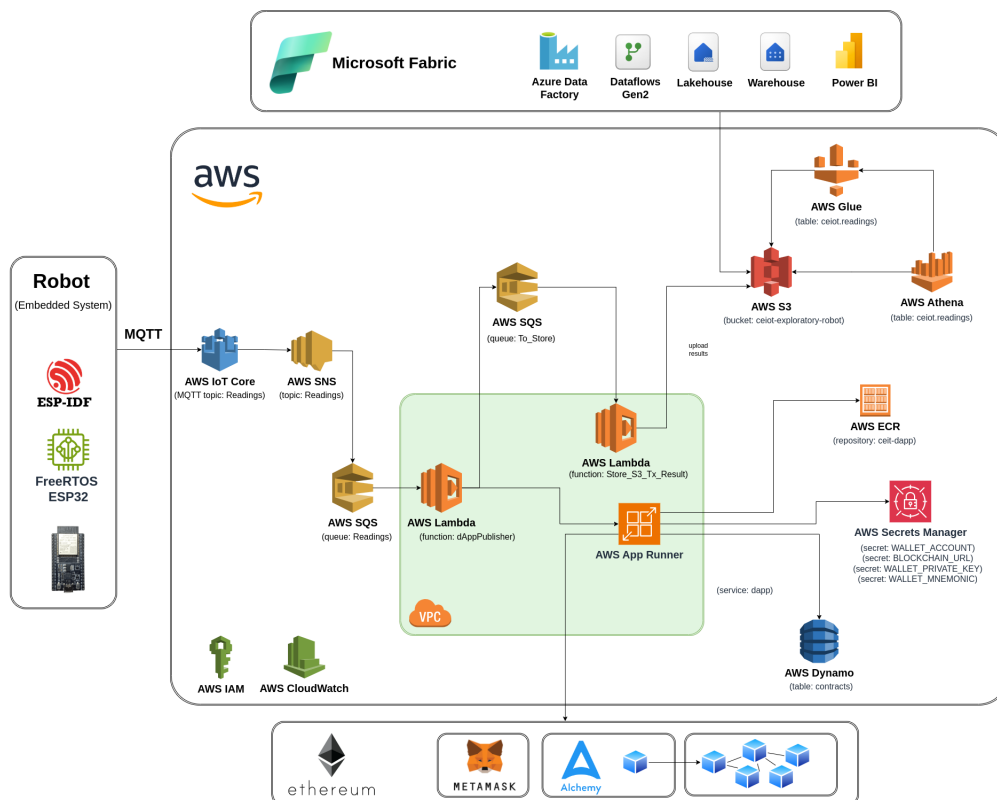 Microsoft Fabric
Azure Data
Factory
Dataflows
Gen2
Lakehouse
Warehouse
Power BI
aws
AWS Glue
(table: ceiot.readings)
Robot
(Embedded System)
MQTT
ESP-IDF
FreeRTOS
ESP32
AWS IoT Core
(MQTT topic: Readings)
AWS SNS
(topic: Readings)
AWS SQS
(queue: To_Store)
AWS S3
(bucket: ceiot-exploratory-robot)
AWS Athena
(table: ceiot.readings)
upload
results
AWS SQS
(queue: Readings)
AWS Lambda
(function: dAppPublisher)
AWS Lambda
(function: Store_S3_Tx_Result)
AWS App Runner
(service: dapp)
VPC
AWS ECR
(repository: ceit-dapp)
AWS Secrets Manager
(secret: WALLET_ACCOUNT)
(secret: BLOCKCHAIN_URL)
(secret: WALLET_PRIVATE_KEY)
(secret: WALLET_MNEMONIC)
AWS Dynamo
(table: contracts)
AWS IAM
AWS CloudWatch
ethereum
METAMASK
Alchemy